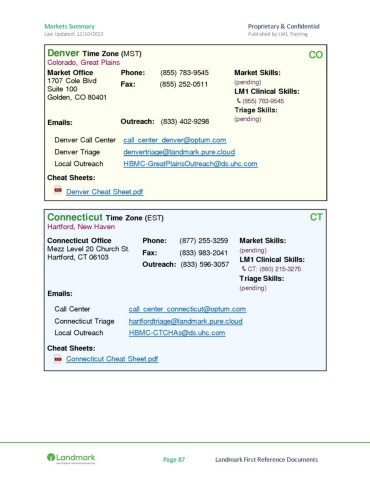 Markets Summary
Proprietary & Confidential
Last Updated: 12/10/2023
Published by LM1 Training
Denver Time Zone (MST)
CO
Colorado, Great Plains
Market Office
1707 Cole Blvd
Suite 100
Golden, CO 80401
Phone: (855) 783-9545
Fax: (855) 252-0511
Outreach: (833) 402-9298
Market Skills:
(pending)
LM1 Clinical Skills:
(855) 783-9545
Triage Skills:
(pending)
Emails:
Denver Call Center call_center_denver@optum.com
Denver Triage denvertriage@landmark.pure.cloud
Local Outreach HBMC-GreatPlainsOutreach@ds.uhc.com
Cheat Sheets:
Denver Cheat Sheet.pdf
Connecticut Time Zone (EST)
CT
Hartford, New Haven
Connecticut Office
Mezz Level 20 Church St.
Hartford, CT 06103
Phone: (877) 255-3259
Fax: (833) 983-2041
Outreach: (833) 596-3057
Market Skills:
(pending)
LM1 Clinical Skills:
CT: (860) 215-3275
Triage Skills:
(pending)
Emails:
Call Center call_center_connecticut@optum.com
Connecticut Triage hartfordtriage@landmark.pure.cloud
Local Outreach HBMC-CTCHAs@ds.uhc.com
Cheat Sheets:
Connecticut Cheat Sheet.pdf
Landmark
Page 87
Landmark First Reference Documents